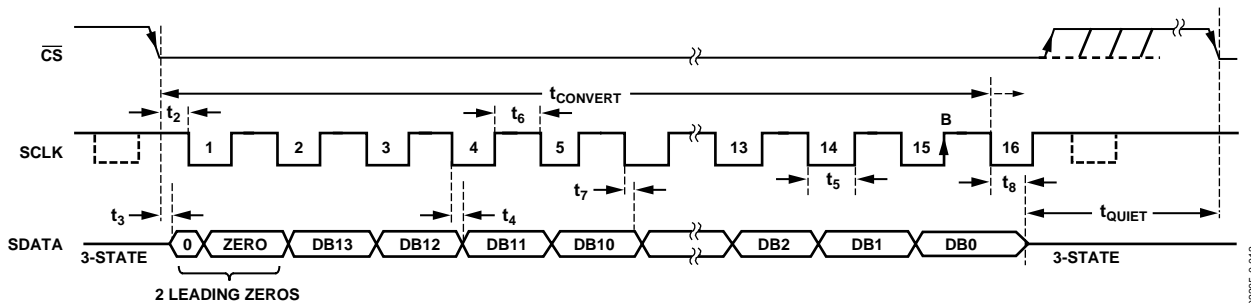 CS
t2
tCONVERT
t6
B
SCLK
1
2
3
4
5
13
14
15
16
t3
t4
t7
t5
t8
tQUIET
SDATA
3-STATE
0
ZERO
DB13
DB12
DB11
DB10
DB2
DB1
DB0
3-STATE
2 LEADING ZEROS